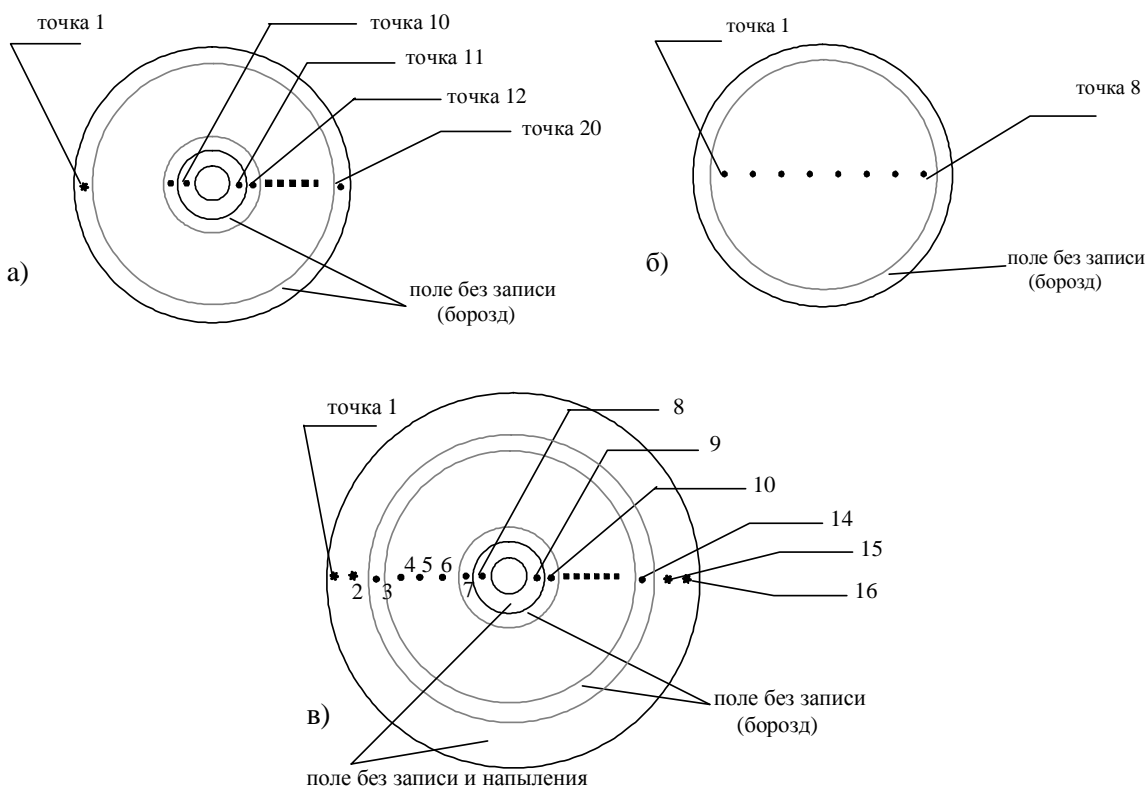 точка 1
точка 10
точка 11
точка 12
точка 20
поле без записи
(борозд)
а)
точка 1
точка 8
поле без записи
(борозд)
б)
точка 1
8
9
10
14
15
16
2
3
4
5
6
7
поле без записи
(борозд)
в)
поле без записи и напыления